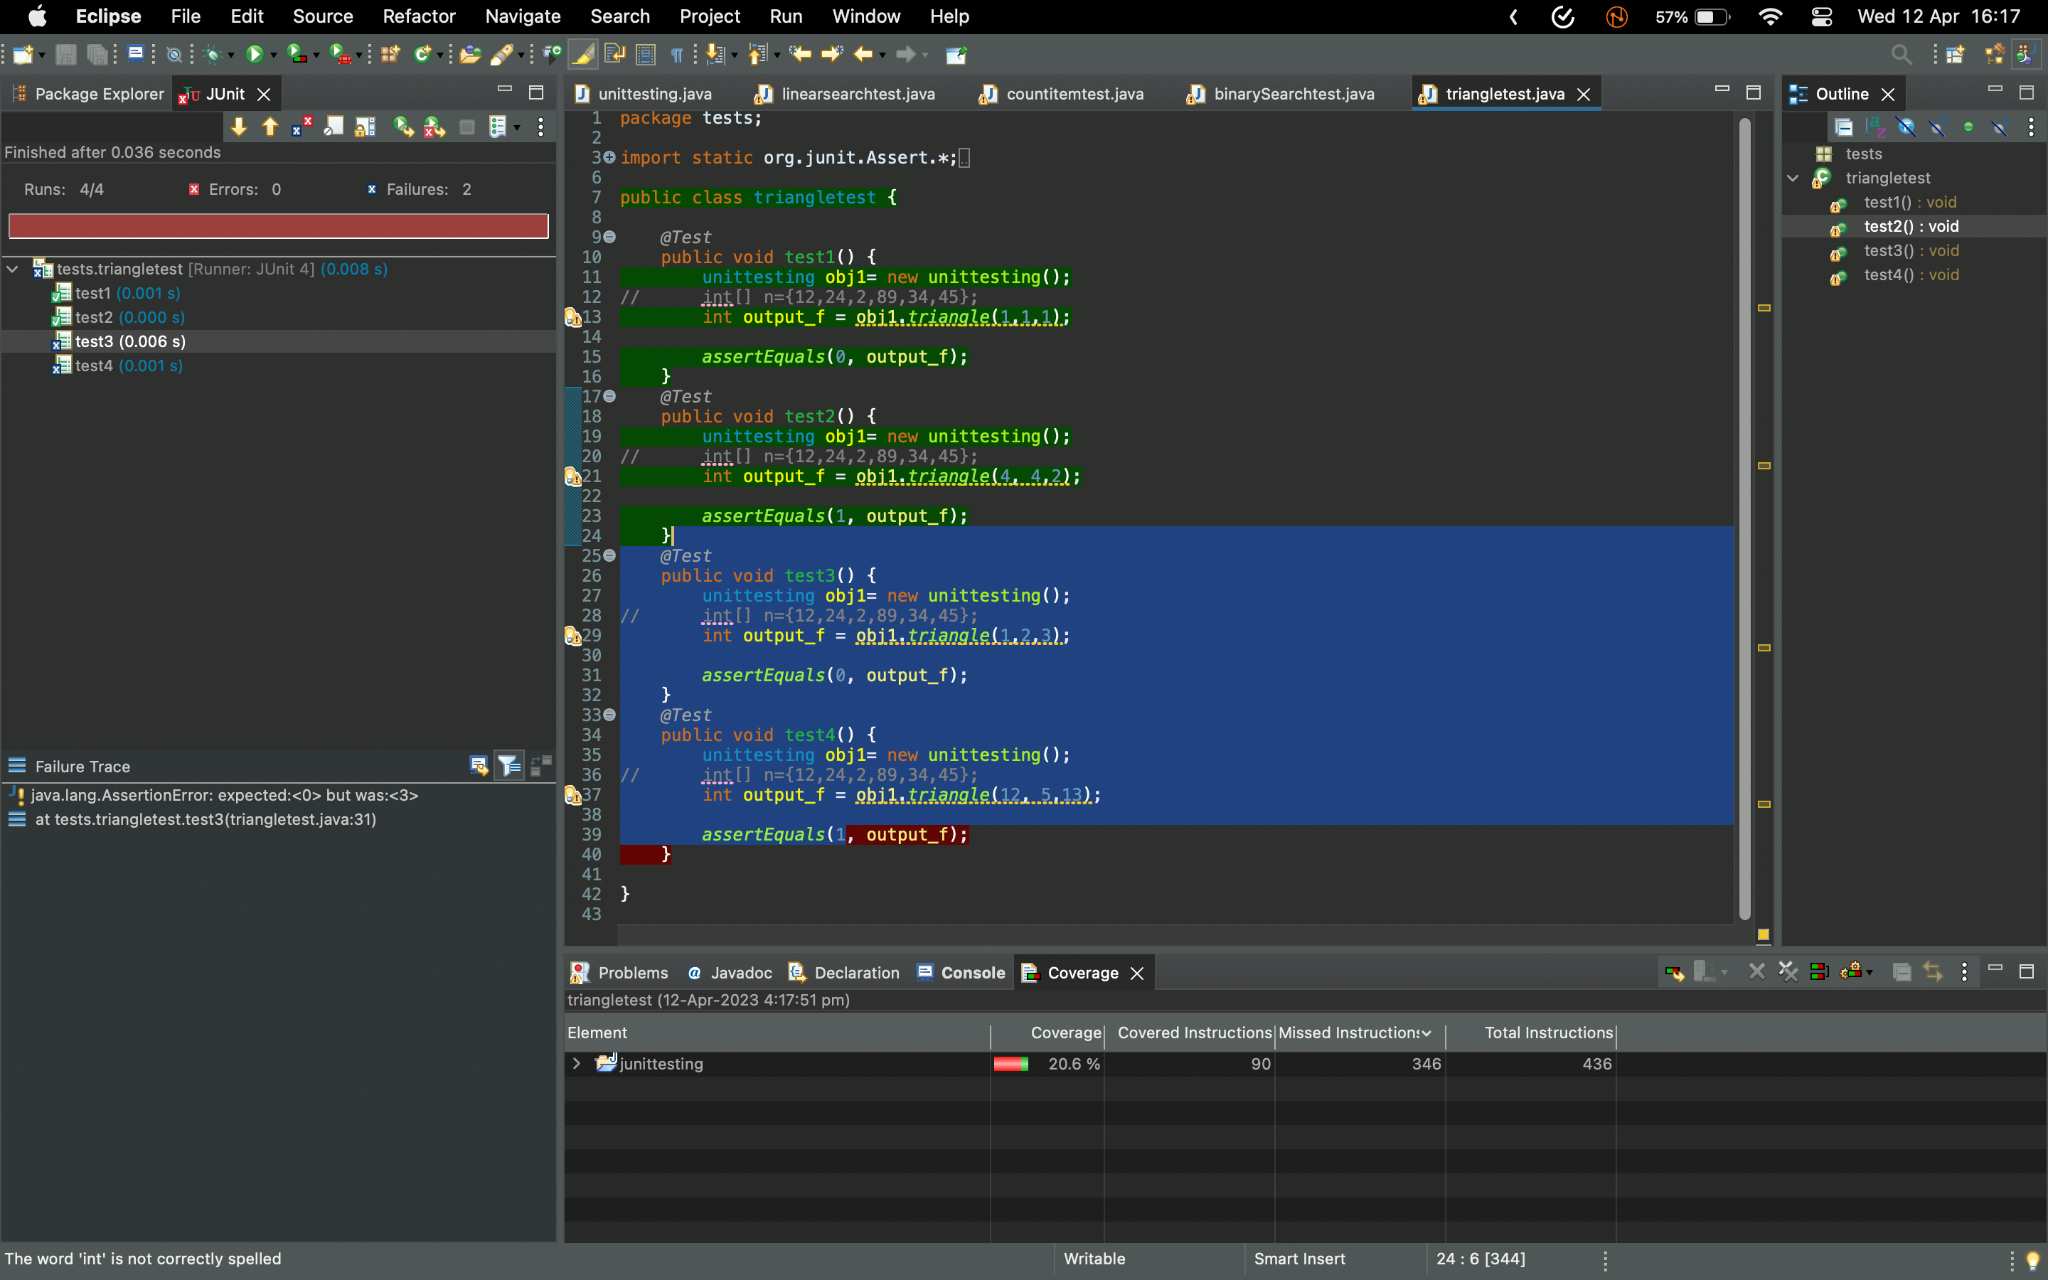 Eclipse File Edit Source Refactor Navigate Search Project Run Window Help 57% Wed 12 Apr 16:17
Package Explorer JUnit
Finished after 0.036 seconds
Runs: 4/4 Errors: 0 Failures: 2
tests.triangletest [Runner: JUnit 4] (0.008 s)
test1 (0.001 s)
test2 (0.000 s)
test3 (0.006 s)
test4 (0.001 s)
Failure Trace
java.lang.AssertionError: expected:<0> but was:<3>
at tests.triangletest.test3(triangletest.java:31)
unittesting.java linearsearchtest.java countitemtest.java binarySearchtest.java triangletest.java
1 package tests;
2
3 import static org.junit.Assert.*;
6
7 public class triangletest {
8
9 @Test
10 public void test1() {
11 unittesting obj1= new unittesting();
12 // int[] n={12,24,2,89,34,45};
13 int output_f = obj1.triangle(1,1,1);
14
15 assertEquals(0, output_f);
16 }
17 @Test
18 public void test2() {
19 unittesting obj1= new unittesting();
20 // int[] n={12,24,2,89,34,45};
21 int output_f = obj1.triangle(4, 4,2);
22
23 assertEquals(1, output_f);
24 }
25 @Test
26 public void test3() {
27 unittesting obj1= new unittesting();
28 // int[] n={12,24,2,89,34,45};
29 int output_f = obj1.triangle(1,2,3);
30
31 assertEquals(0, output_f);
32 }
33 @Test
34 public void test4() {
35 unittesting obj1= new unittesting();
36 // int[] n={12,24,2,89,34,45};
37 int output_f = obj1.triangle(12, 5,13);
38
39 assertEquals(1, output_f);
40 }
41
42 }
43
Outline
tests
triangletest
test1() : void
test2() : void
test3() : void
test4() : void
Problems Javadoc Declaration Console Coverage
triangletest (12-Apr-2023 4:17:51 pm)
Element Coverage Covered Instructions Missed Instructions Total Instructions
junittesting 20.6 % 90 346 436
The word 'int' is not correctly spelled Writable Smart Insert 24 : 6 [344]